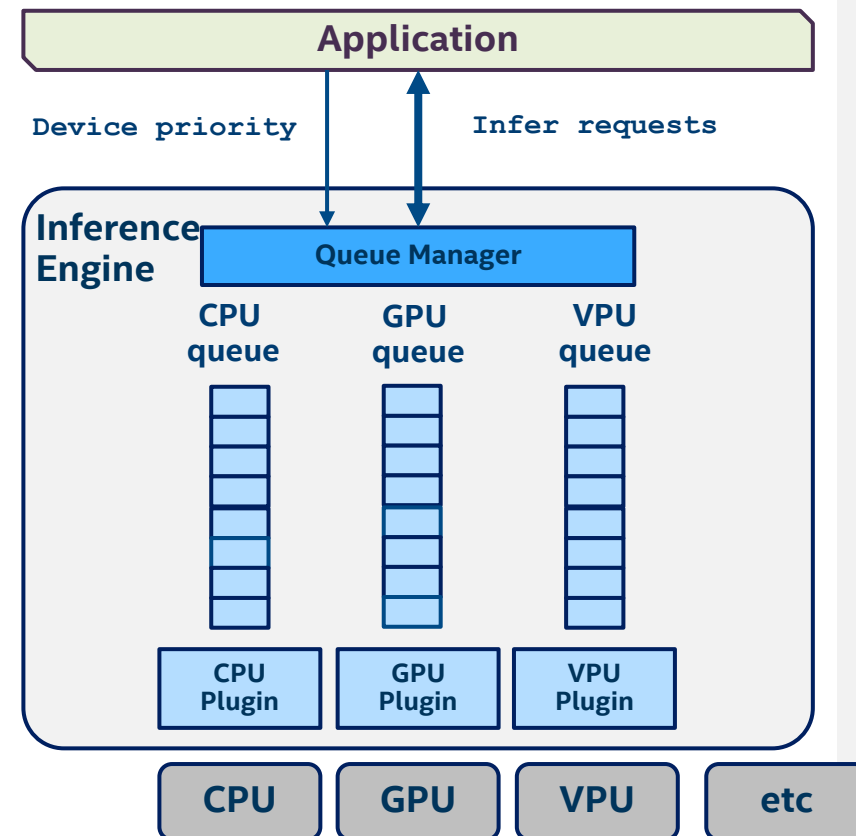 Application
Device priority
Infer requests
Inference
Engine
Queue Manager
CPU
queue
GPU
queue
VPU
queue
CPU
Plugin
GPU
Plugin
VPU
Plugin
CPU
GPU
VPU
etc